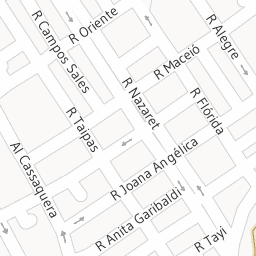 R Oriente
R Campos Sales
R Alegre
R Maceió
R Nazaret
R Flórida
R Taipas
Al Cassaquera
R Joana Angélica
R Anita Garibaldi
R Tayi